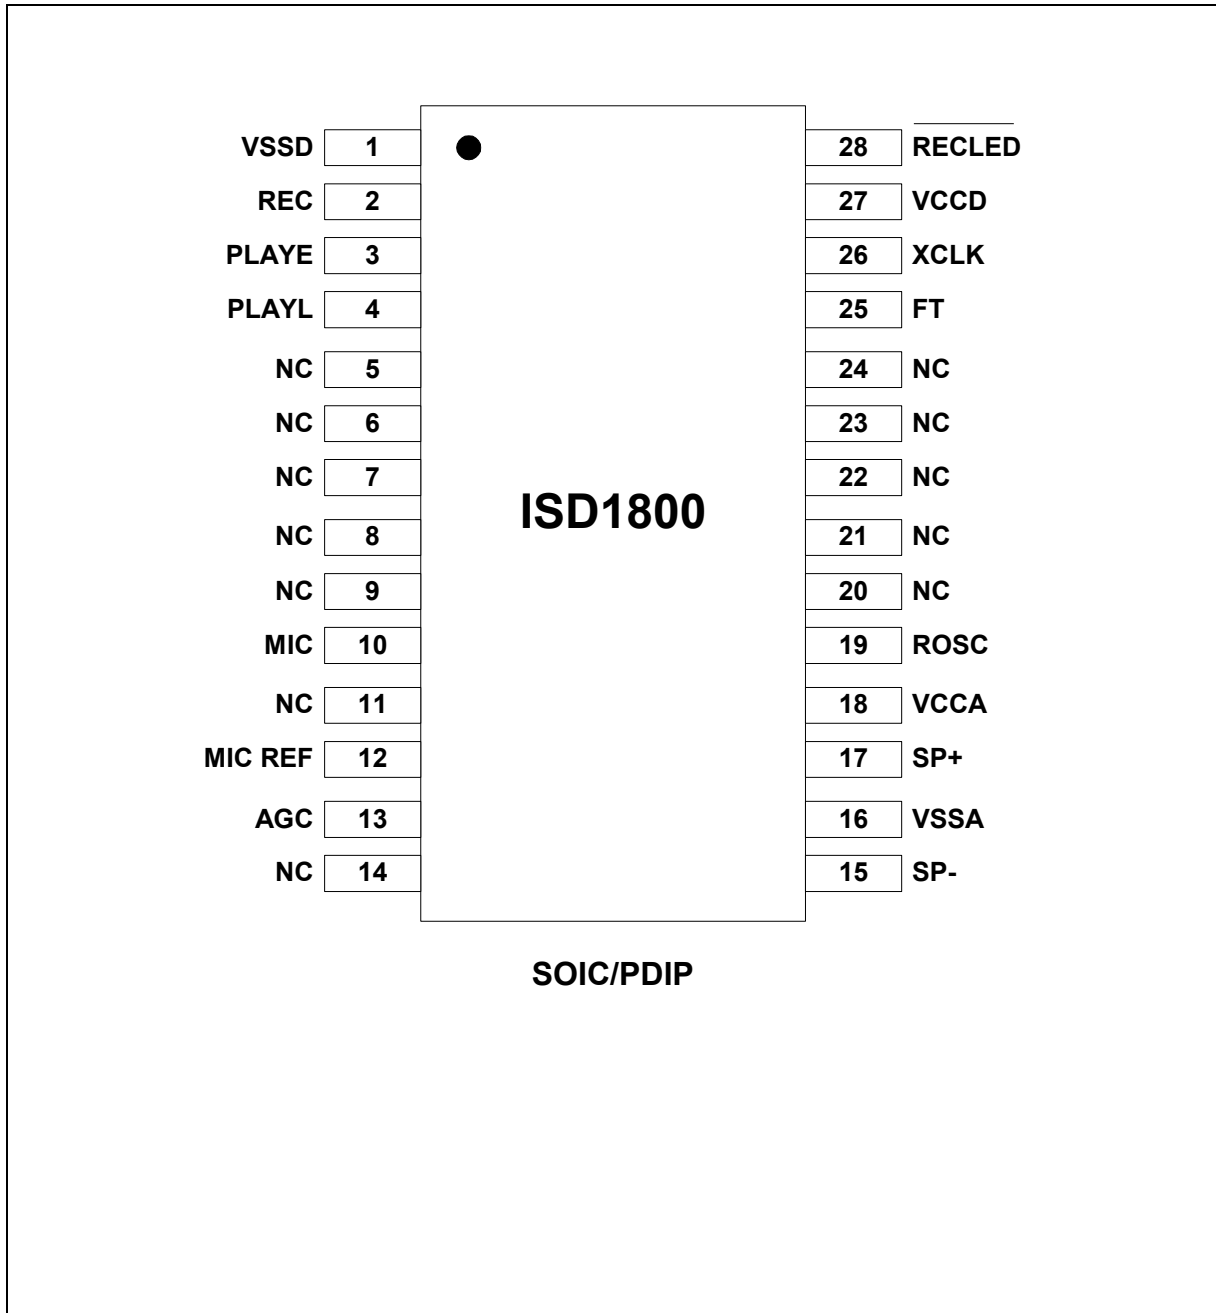 VSSD 1 28 RECLED
REC 2 27 VCCD
PLAYE 3 26 XCLK
PLAYL 4 25 FT
NC 5 24 NC
NC 6 23 NC
NC 7 22 NC
ISD1800
NC 8 21 NC
NC 9 20 NC
MIC 10 19 ROSC
NC 11 18 VCCA
MIC REF 12 17 SP+
AGC 13 16 VSSA
NC 14 15 SP-
SOIC/PDIP